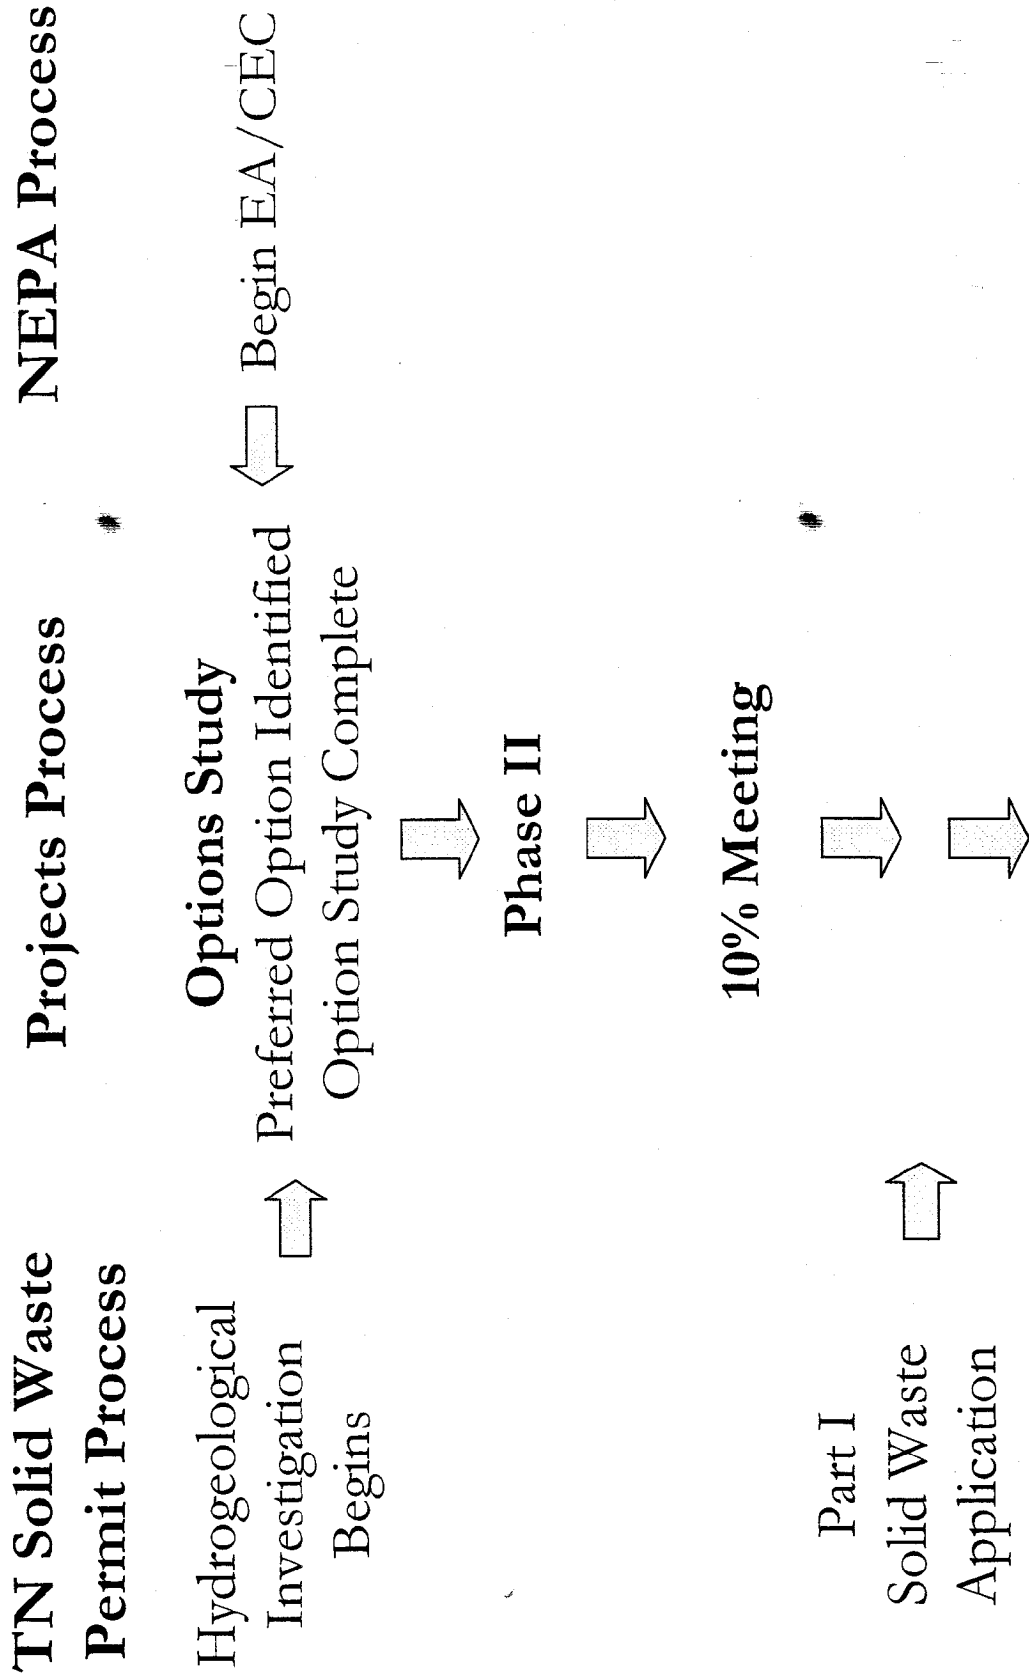 TN Solid Waste
Permit Process
Projects Process
NEPA Process
Hydrogeological
Investigation
Begins
Options Study
Preferred Option Identified
Option Study Complete
Begin EA/CEC
Phase II
10% Meeting
Part I
Solid Waste
Application